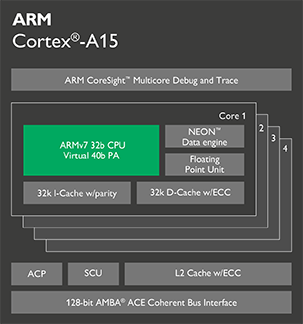 ARM
Cortex®-A15
ARM CoreSight™ Multicore Debug and Trace
Core 1
2
3
4
ARMv7 32b CPU
Virtual 40b PA
NEON™
Data engine
Floating
Point Unit
32k I-Cache w/parity
32k D-Cache w/ECC
ACP
SCU
L2 Cache w/ECC
128-bit AMBA® ACE Coherent Bus Interface